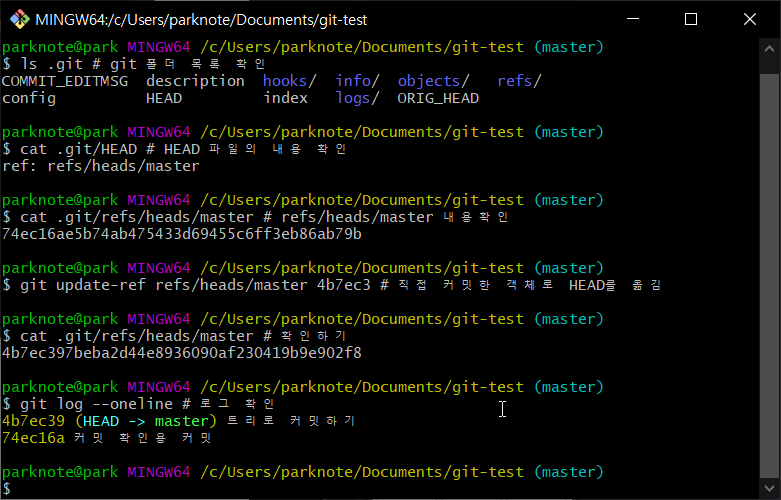 MINGW64:/c/Users/parknote/Documents/git-test
parknote@park MINGW64 /c/Users/parknote/Documents/git-test (master)
$ ls .git # git 폴더 목록 확인
COMMIT_EDITMSG  description  hooks/  info/  objects/   refs/
config          HEAD         index   logs/  ORIG_HEAD
parknote@park MINGW64 /c/Users/parknote/Documents/git-test (master)
$ cat .git/HEAD # HEAD 파일의 내용 확인
ref: refs/heads/master
parknote@park MINGW64 /c/Users/parknote/Documents/git-test (master)
$ cat .git/refs/heads/master # refs/heads/master 내용확인
74ec16ae5b74ab475433d69455c6ff3eb86ab79b
parknote@park MINGW64 /c/Users/parknote/Documents/git-test (master)
$ git update-ref refs/heads/master 4b7ec3 # 직접 커밋한 객체로 HEAD를 옮김
parknote@park MINGW64 /c/Users/parknote/Documents/git-test (master)
$ cat .git/refs/heads/master # 확인하기
4b7ec397beba2d44e8936090af230419b9e902f8
parknote@park MINGW64 /c/Users/parknote/Documents/git-test (master)
$ git log --oneline # 로그 확인
4b7ec39 (HEAD -> master) 트리로 커밋하기
74ec16a 커밋 확인용 커밋
parknote@park MINGW64 /c/Users/parknote/Documents/git-test (master)
$